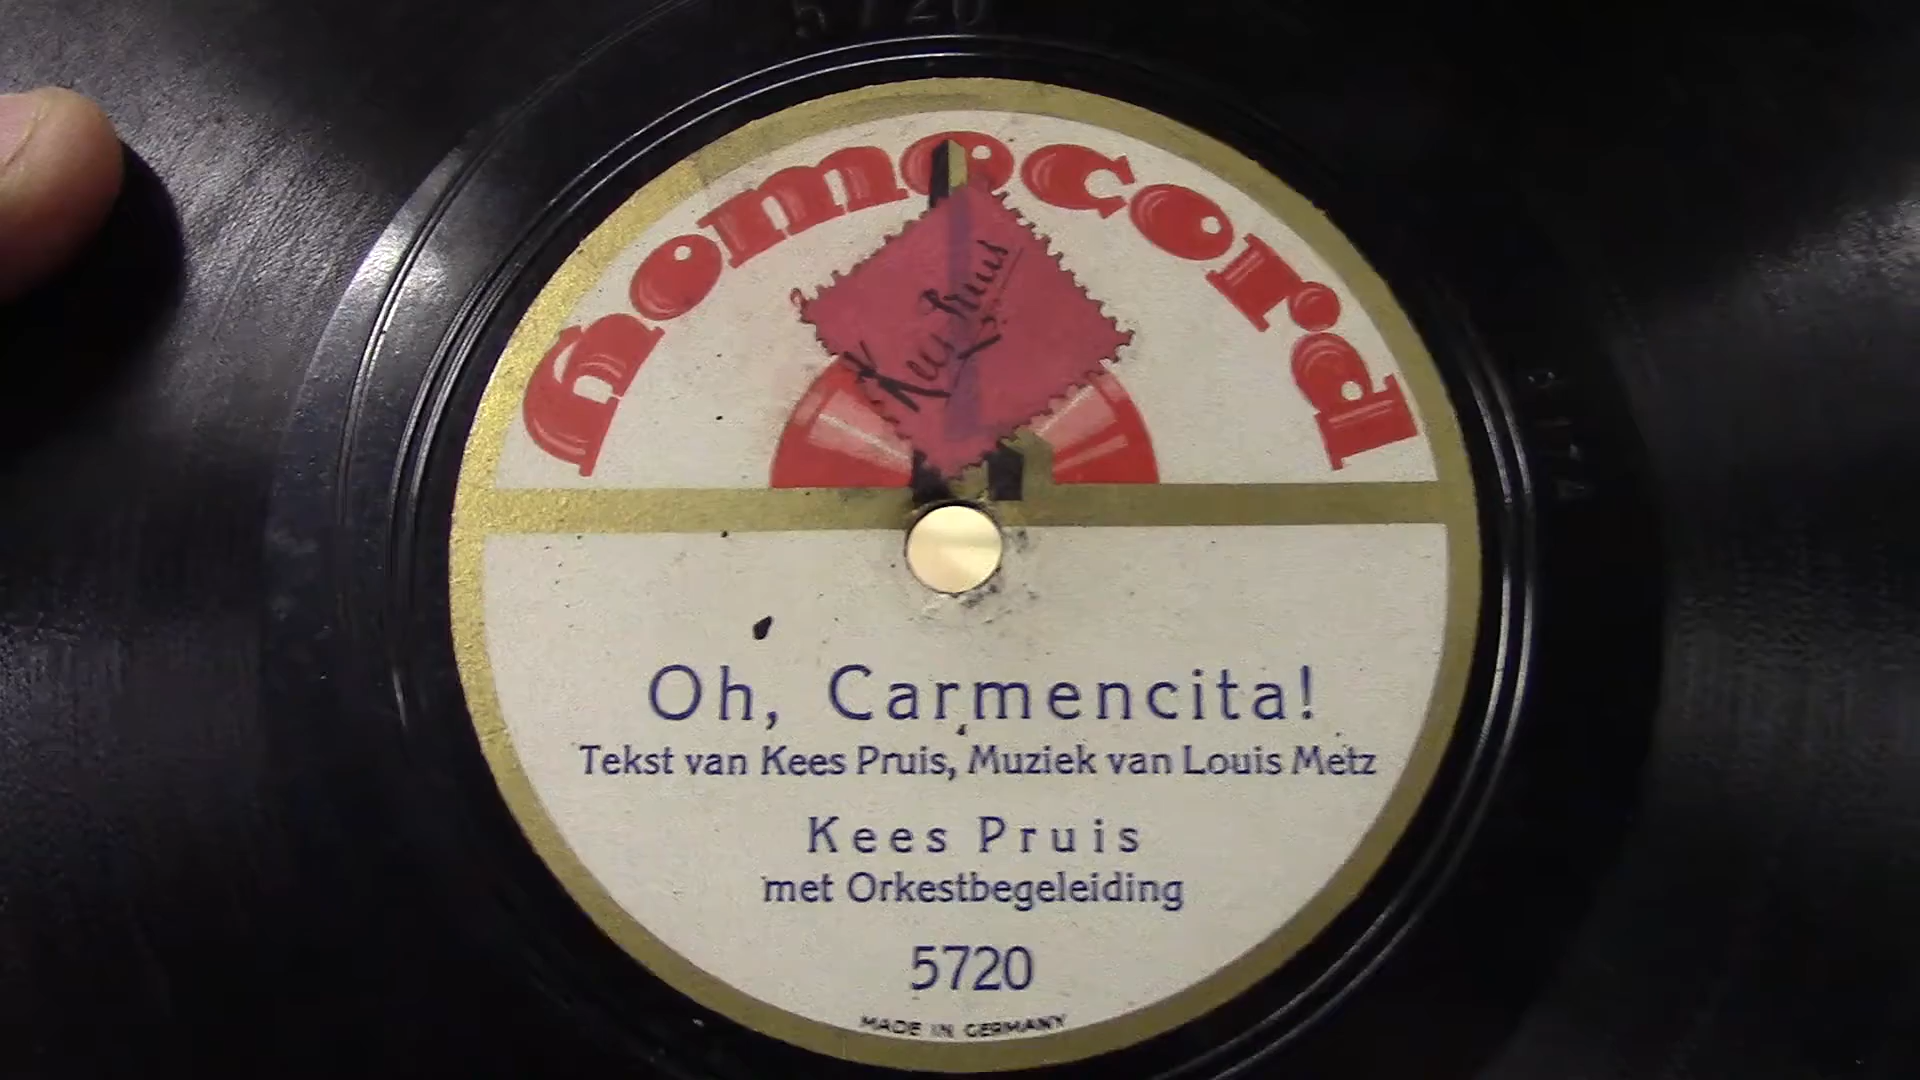 5720
homocord
Kees Pruis
Oh, Carmencita!
Tekst van Kees Pruis, Muziek van Louis Metz
Kees Pruis
met Orkestbegeleiding
5720
MADE IN GERMANY